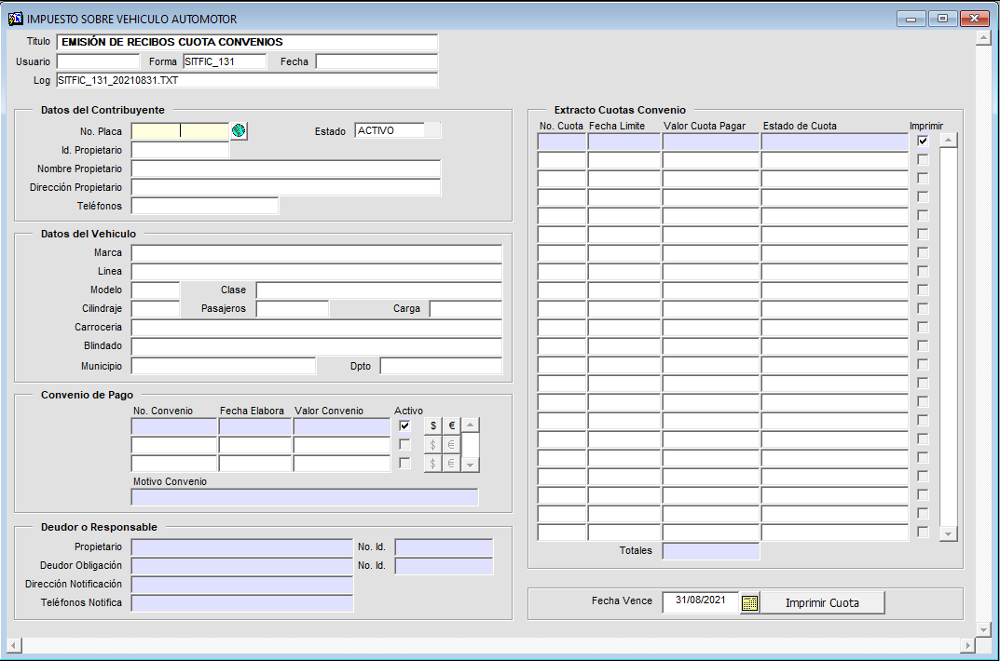 IMPUESTO SOBRE VEHICULO AUTOMOTOR
Titulo EMISIÓN DE RECIBOS CUOTA CONVENIOS
Usuario Forma SITFIC_131 Fecha
Log SITFIC_131_20210831.TXT
Datos del Contribuyente
No. Placa Estado ACTIVO
Id. Propietario
Nombre Propietario
Dirección Propietario
Teléfonos
Datos del Vehiculo
Marca
Linea
Modelo Clase
Cilindraje Pasajeros Carga
Carroceria
Blindado
Municipio Dpto
Convenio de Pago
No. Convenio Fecha Elabora Valor Convenio Activo
$ €
$ €
$ €
Motivo Convenio
Deudor o Responsable
Propietario No. Id.
Deudor Obligación No. Id.
Dirección Notificación
Teléfonos Notifica
Extracto Cuotas Convenio
No. Cuota Fecha Limite Valor Cuota Pagar Estado de Cuota Imprimir
Totales
Fecha Vence 31/08/2021 Imprimir Cuota